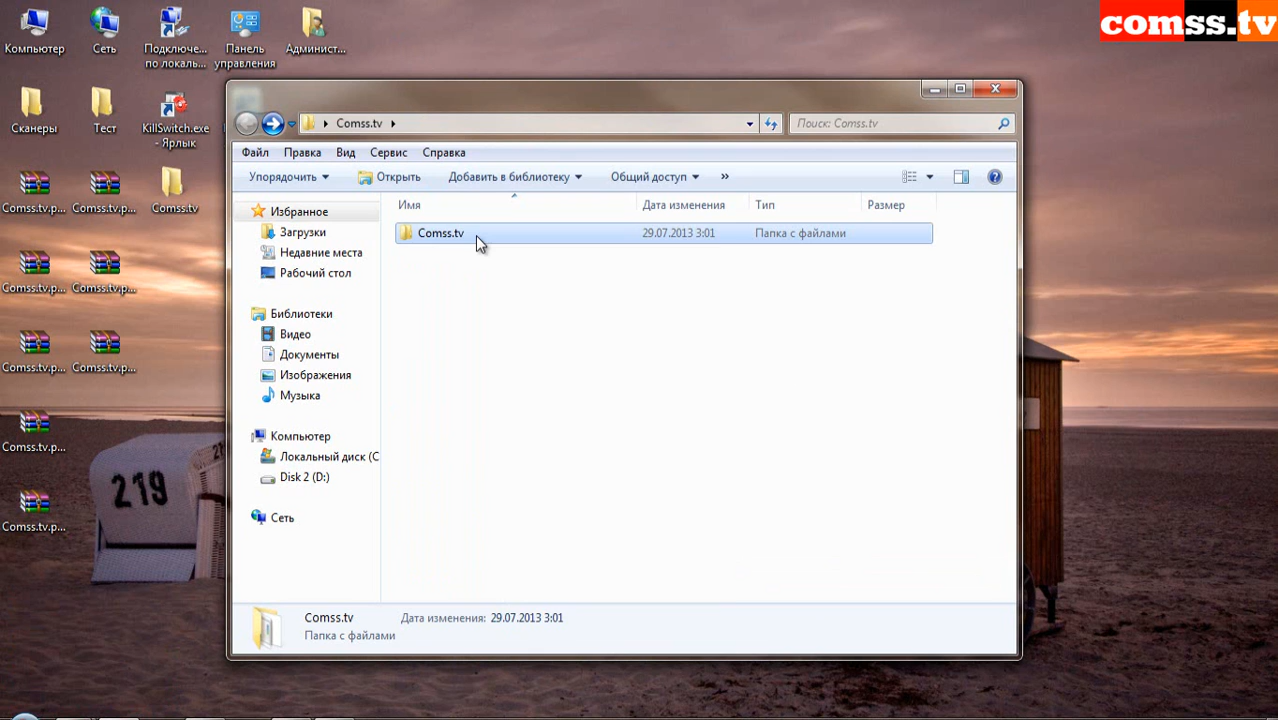 comss.tv
Компьютер
Сеть
Подключе...
по локаль...
Панель
управления
Админист...
Сканеры
Тест
KillSwitch.exe
- Ярлык
Comss.tv.p...
Comss.tv.p...
Comss.tv
Comss.tv.p...
Comss.tv.p...
Comss.tv.p...
Comss.tv.p...
Comss.tv.p...
Comss.tv.p...
219
Comss.tv
Поиск: Comss.tv
Файл Правка Вид Сервис Справка
Упорядочить Открыть Добавить в библиотеку Общий доступ »
Имя Дата изменения Тип Размер
Comss.tv 29.07.2013 3:01 Папка с файлами
Избранное
Загрузки
Недавние места
Рабочий стол
Библиотеки
Видео
Документы
Изображения
Музыка
Компьютер
Локальный диск (C
Disk 2 (D:)
Сеть
Comss.tv Дата изменения: 29.07.2013 3:01
Папка с файлами